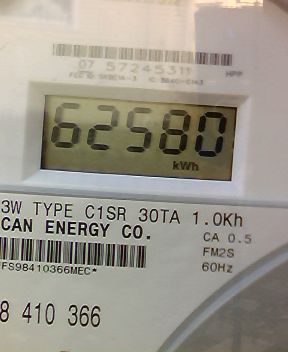 07 57245311 HPP
62580
kWh
3W TYPE C1SR 30TA 1.0Kh
CAN ENERGY CO. CA 0.5
FM2S
*FS98410366MEC* 60Hz
8 410 366